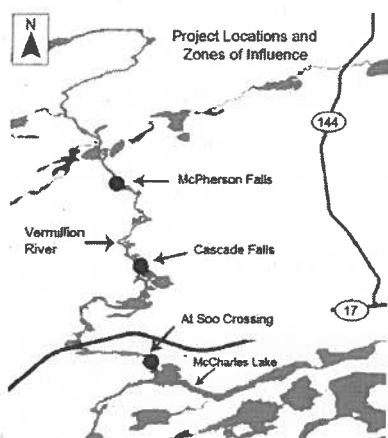 N
Project Locations and
Zones of Influence
144
McPherson Falls
Vermillion
River
Cascade Falls
17
At Soo Crossing
McCharles Lake